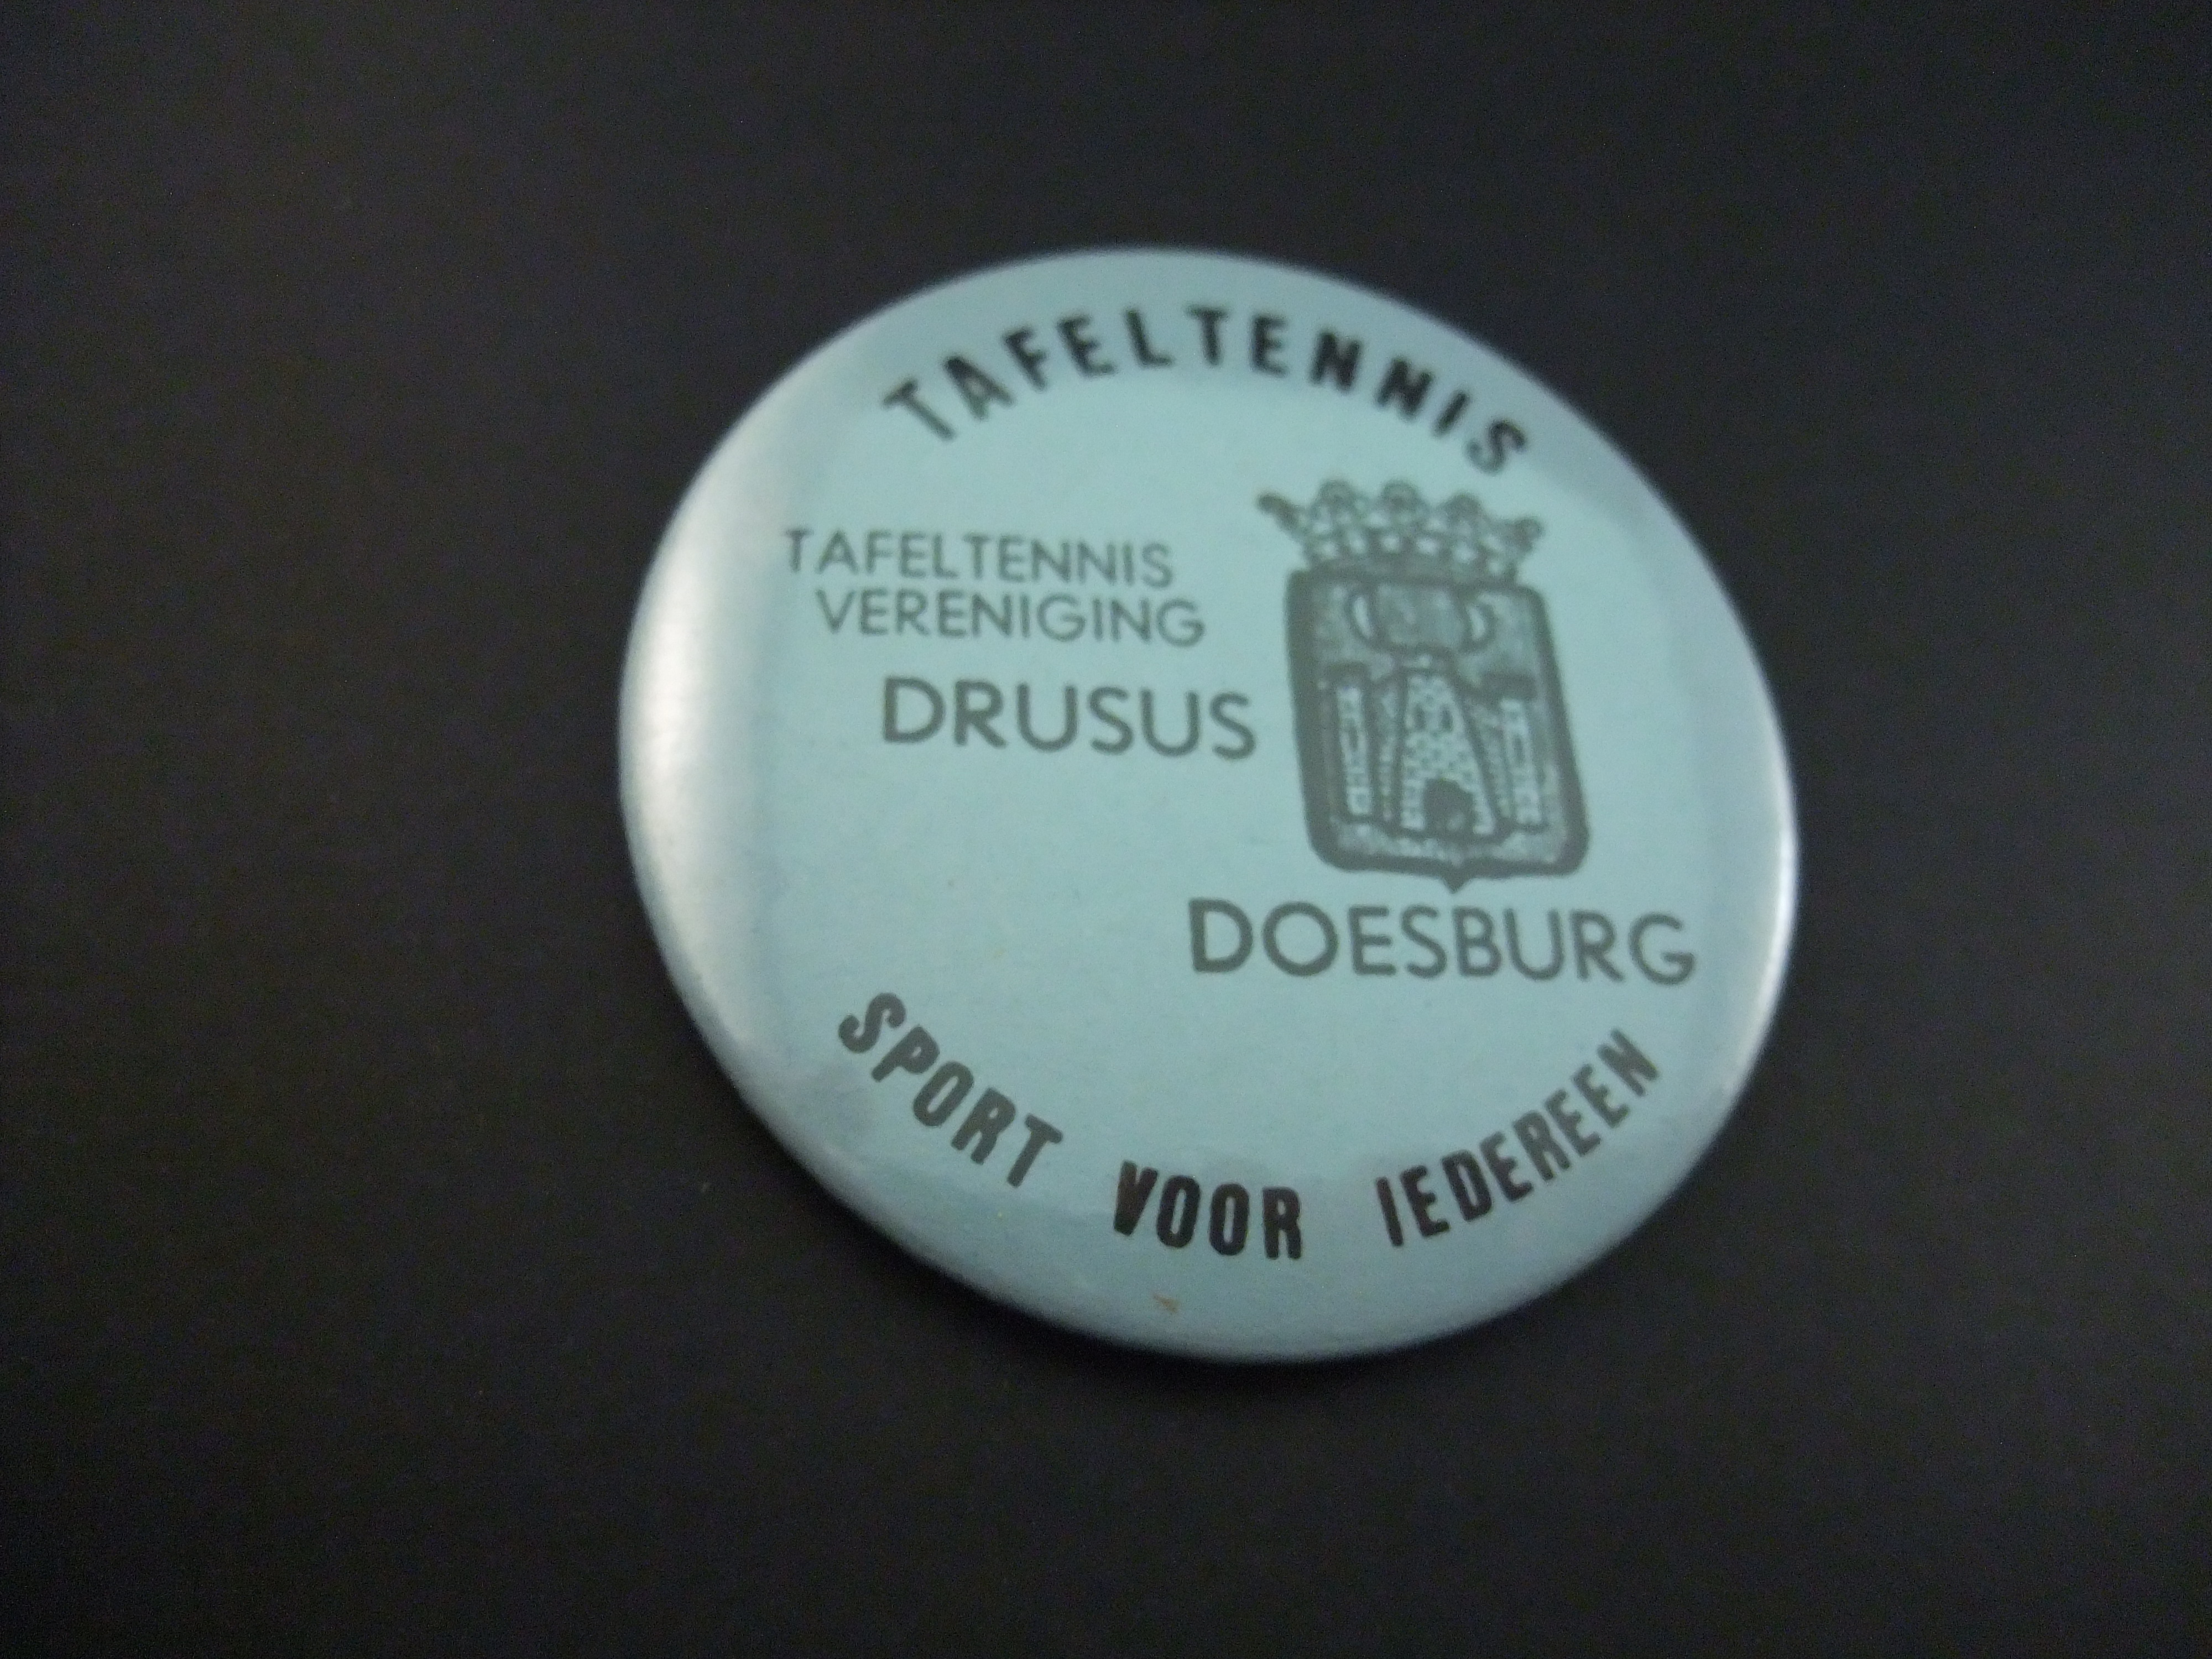 TAFELTENNIS
TAFELTENNIS
VERENIGING
DRUSUS
DOESBURG
SPORT VOOR IEDEREEN